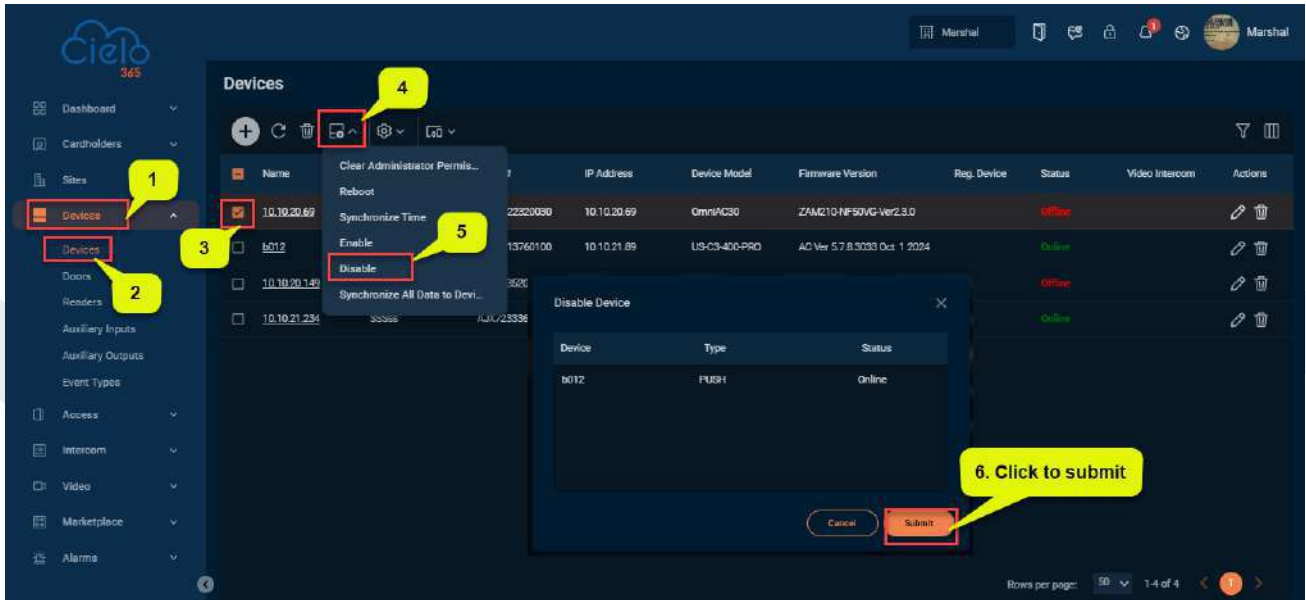 Cielo
365
Marshal
Marshal
1
Dashboard
Cardholders
Sites
Devices
Devices
Doors
Readers
Auxiliary Inputs
Auxiliary Outputs
Event Types
Access
Intercom
Video
Marketplace
Alarms
1
2
3
Devices
4
Clear Administrator Permis...
Reboot
Synchronize Time
Enable
Disable
Synchronize All Data to Devi...
5
Name IP Address Device Model Firmware Version Reg. Device Status Video Intercom Actions
10.10.20.69 22320030 10.10.20.69 OmniAC30 ZAM210-NF50VG-Ver2.3.0 Offline
b012 13760100 10.10.21.89 US-C3-400-PRO AC Ver 5.7.8.3033 Oct 1 2024 Online
10.10.20.149 3520 Offline
10.10.21.234 23336 Online
Disable Device
Device Type Status
b012 PUSH Online
6. Click to submit
Cancel Submit
Rows per page: 50 1-4 of 4 1